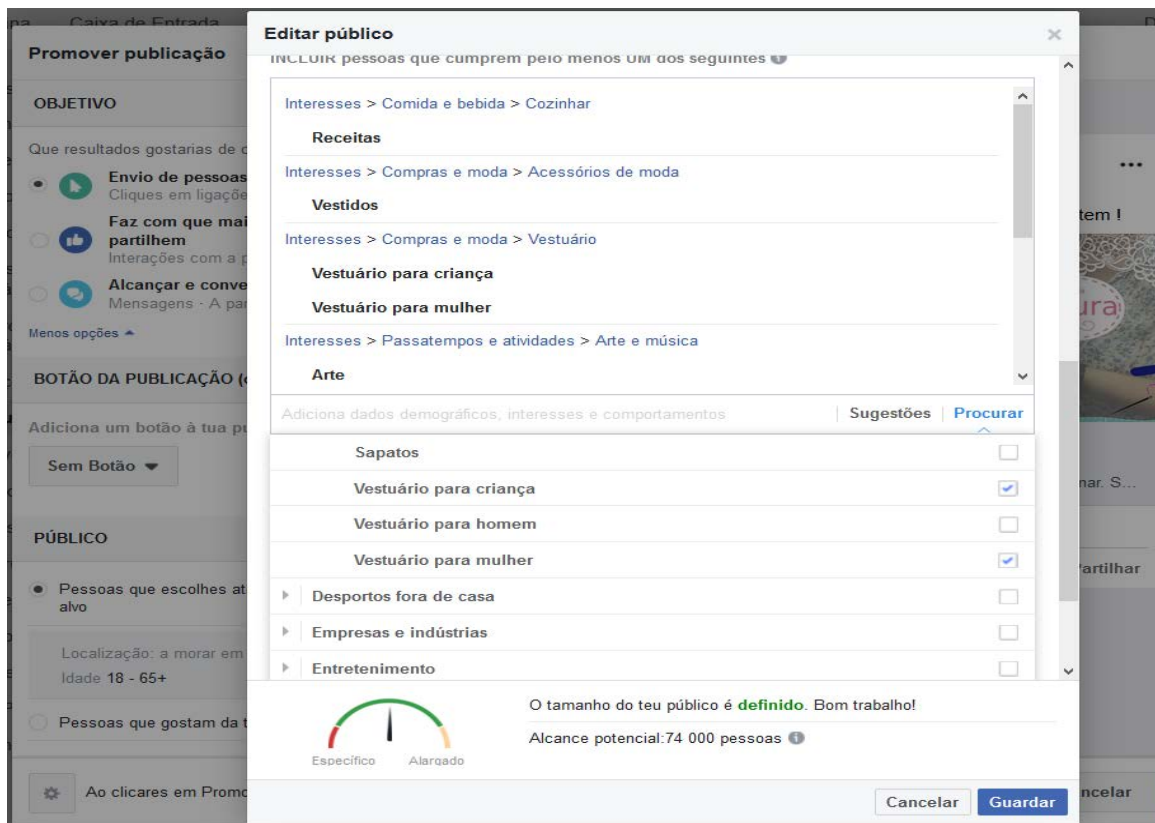 Caixa de Entrada
Promover publicação
OBJETIVO
Que resultados gostarias de
Envio de pessoas
Cliques em ligaçõe
Faz com que mai
partilhem
Interações com a
Alcançar e conve
Mensagens · A par
Menos opções
BOTÃO DA PUBLICAÇÃO
Adiciona um botão à tua
Sem Botão
PÚBLICO
Pessoas que escolhes at
alvo
Localização: a morar em
Idade 18 - 65+
Pessoas que gostam da t
Ao clicares em Promo
Editar público
INCLUIR pessoas que cumprem pelo menos UM dos seguintes
Interesses > Comida e bebida > Cozinhar
Receitas
Interesses > Compras e moda > Acessórios de moda
Vestidos
Interesses > Compras e moda > Vestuário
Vestuário para criança
Vestuário para mulher
Interesses > Passatempos e atividades > Arte e música
Arte
Adiciona dados demográficos, interesses e comportamentos | Sugestões | Procurar
Sapatos
Vestuário para criança
Vestuário para homem
Vestuário para mulher
Desportos fora de casa
Empresas e indústrias
Entretenimento
O tamanho do teu público é definido. Bom trabalho!
Alcance potencial:74 000 pessoas
Específico Alargado
Cancelar Guardar
tem !
ura
nar. S...
artilhar
ncelar